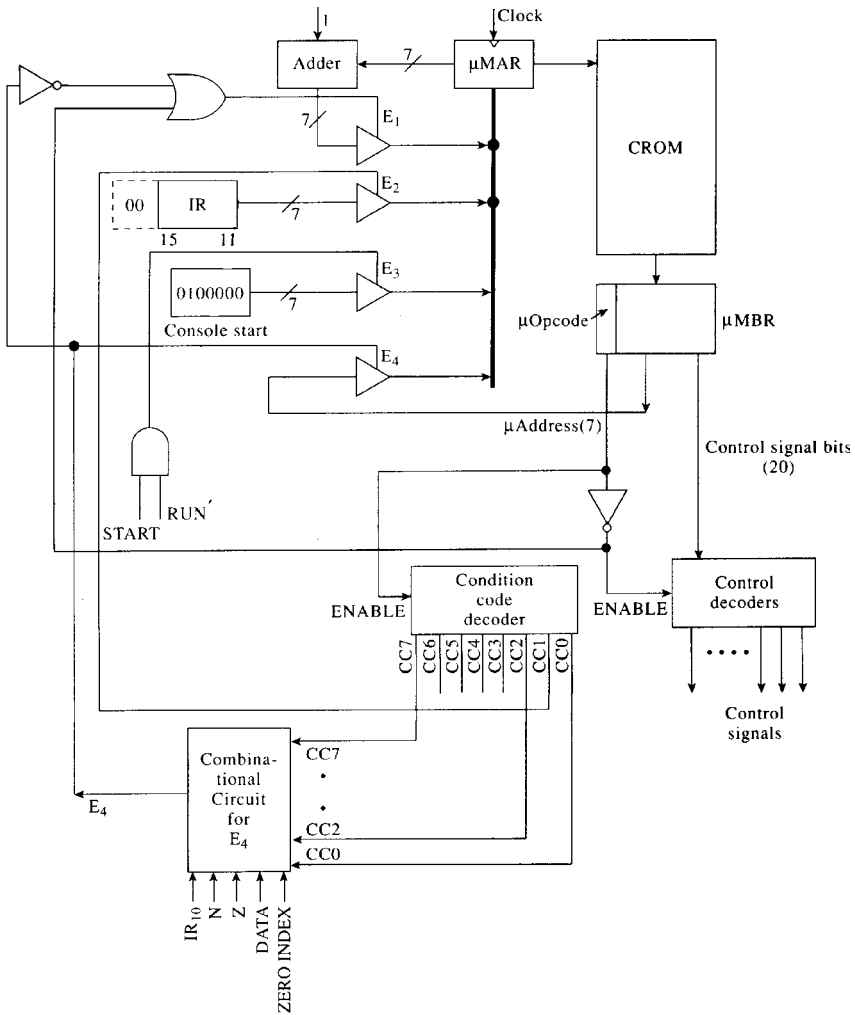 1
Clock
Adder
7
μMAR
7
E1
CROM
E2
00
IR
7
15
11
E3
0100000
7
Console start
μOpcode
μMBR
E4
μAddress(7)
Control signal bits
(20)
RUN′
START
ENABLE
Condition
code
decoder
ENABLE
Control
decoders
CC7
CC6
CC5
CC4
CC3
CC2
CC1
CC0
Control
signals
CC7
Combina-
tional
Circuit
for
E4
E4
CC2
CC0
IR10
N
Z
DATA
ZERO INDEX